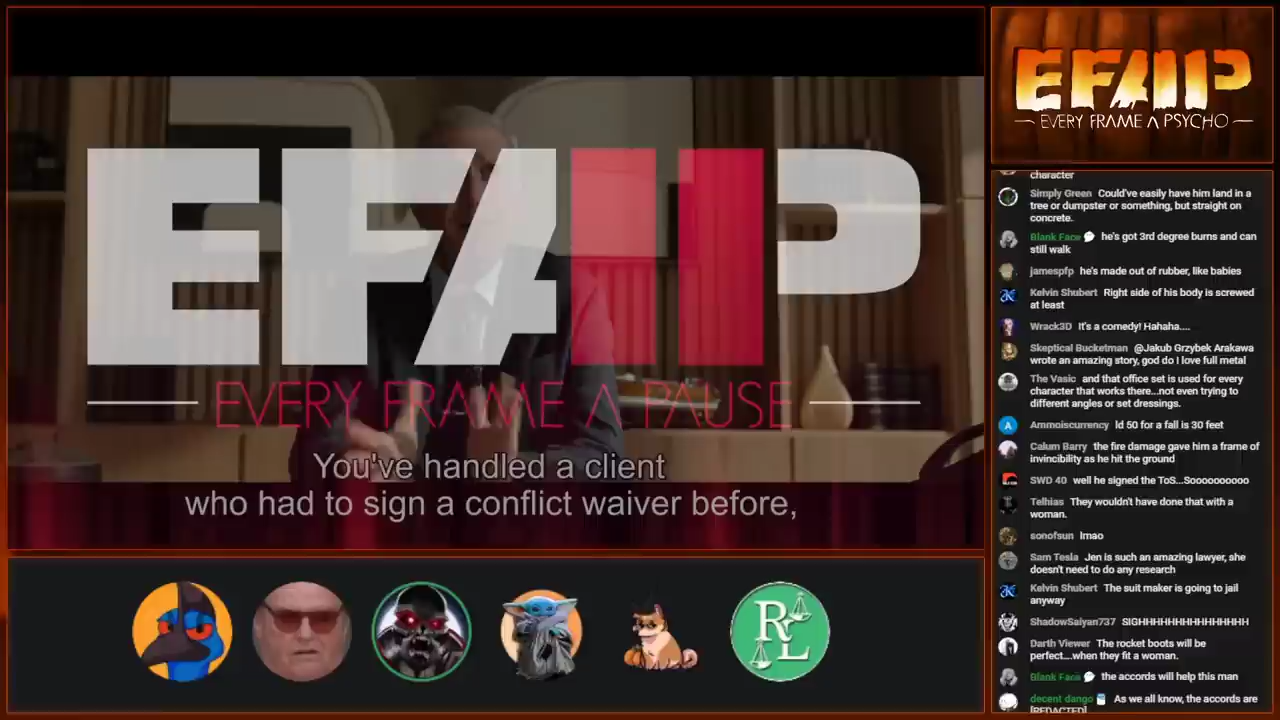 EFAP
EVERY FRAME A PAUSE
You've handled a client
who had to sign a conflict waiver before,
RL
EFAP
EVERY FRAME A PSYCHO
character
Simply Green Could've easily have him land in a
tree or dumpster or something, but straight on
concrete.
Blank Face he's got 3rd degree burns and can
still walk
jamespfp he's made out of rubber, like babies
Kelvin Shubert Right side of his body is screwed
at least
Wrack3D It's a comedy! Hahaha....
Skeptical Bucketman @Jakub Grzybek Arakawa
wrote an amazing story, god do I love full metal
The Vasic and that office set is used for every
character that works there...not even trying to
different angles or set dressings.
A
Ammoiscurrency ld 50 for a fall is 30 feet
Calum Barry the fire damage gave him a frame of
invincibility as he hit the ground
SWD 40 well he signed the ToS...Soooooooooo
Telhias They wouldn't have done that with a
woman.
sonofsun lmao
Sam Tesla Jen is such an amazing lawyer, she
doesn't need to do any research
Kelvin Shubert The suit maker is going to jail
anyway
ShadowSaiyan737 SIGHHHHHHHHHHHHHHH
Darth Viewer The rocket boots will be
perfect....when they fit a woman.
Blank Face the accords will help this man
decent dango As we all know, the accords are
[REDACTED]